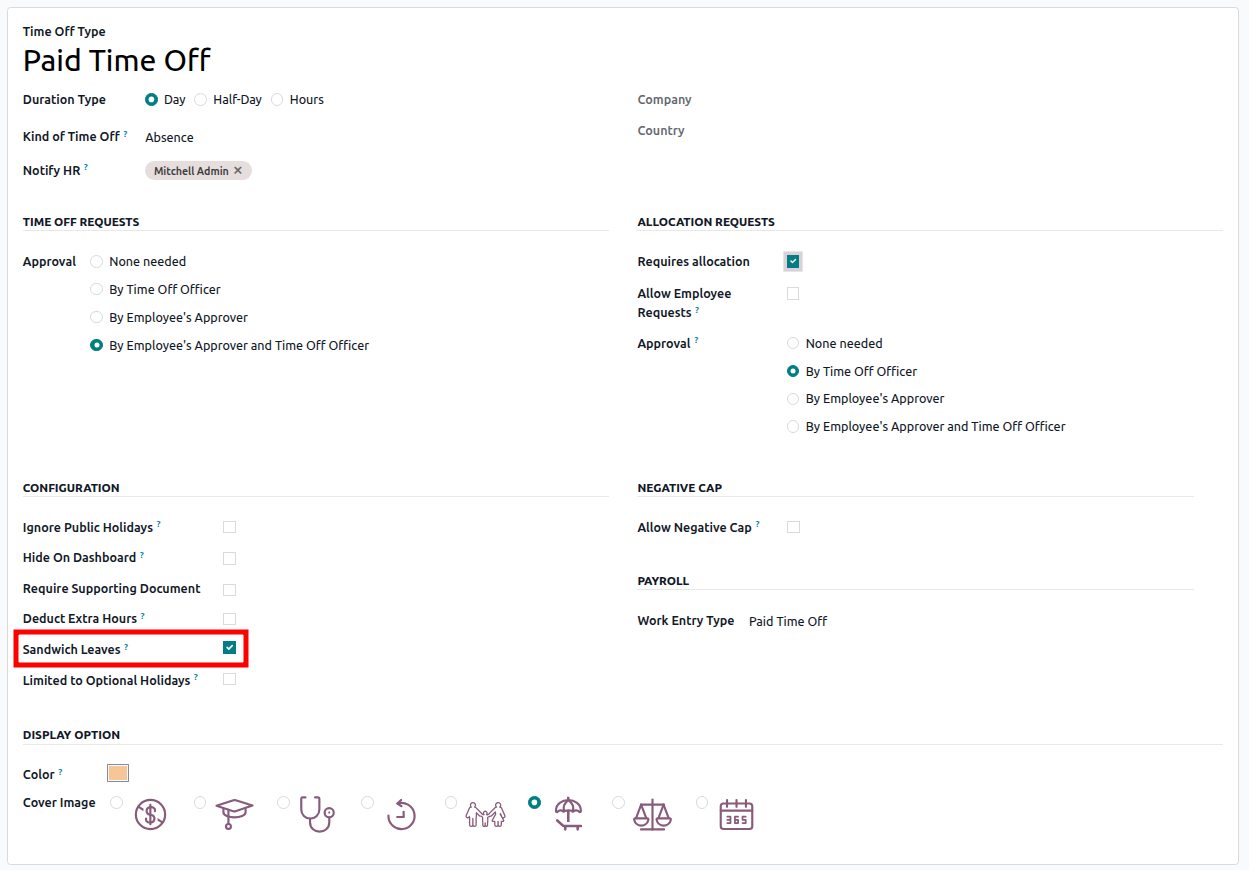 Time Off Type
Paid Time Off
Duration Type Day Half-Day Hours
Company
Kind of Time Off ? Absence
Country
Notify HR ? Mitchell Admin ×
TIME OFF REQUESTS
Approval None needed
By Time Off Officer
By Employee's Approver
By Employee's Approver and Time Off Officer
ALLOCATION REQUESTS
Requires allocation
Allow Employee
Requests ?
Approval ? None needed
By Time Off Officer
By Employee's Approver
By Employee's Approver and Time Off Officer
CONFIGURATION
Ignore Public Holidays ?
Hide On Dashboard ?
Require Supporting Document
Deduct Extra Hours ?
Sandwich Leaves ?
Limited to Optional Holidays ?
NEGATIVE CAP
Allow Negative Cap ?
PAYROLL
Work Entry Type Paid Time Off
DISPLAY OPTION
Color ?
Cover Image $ 365